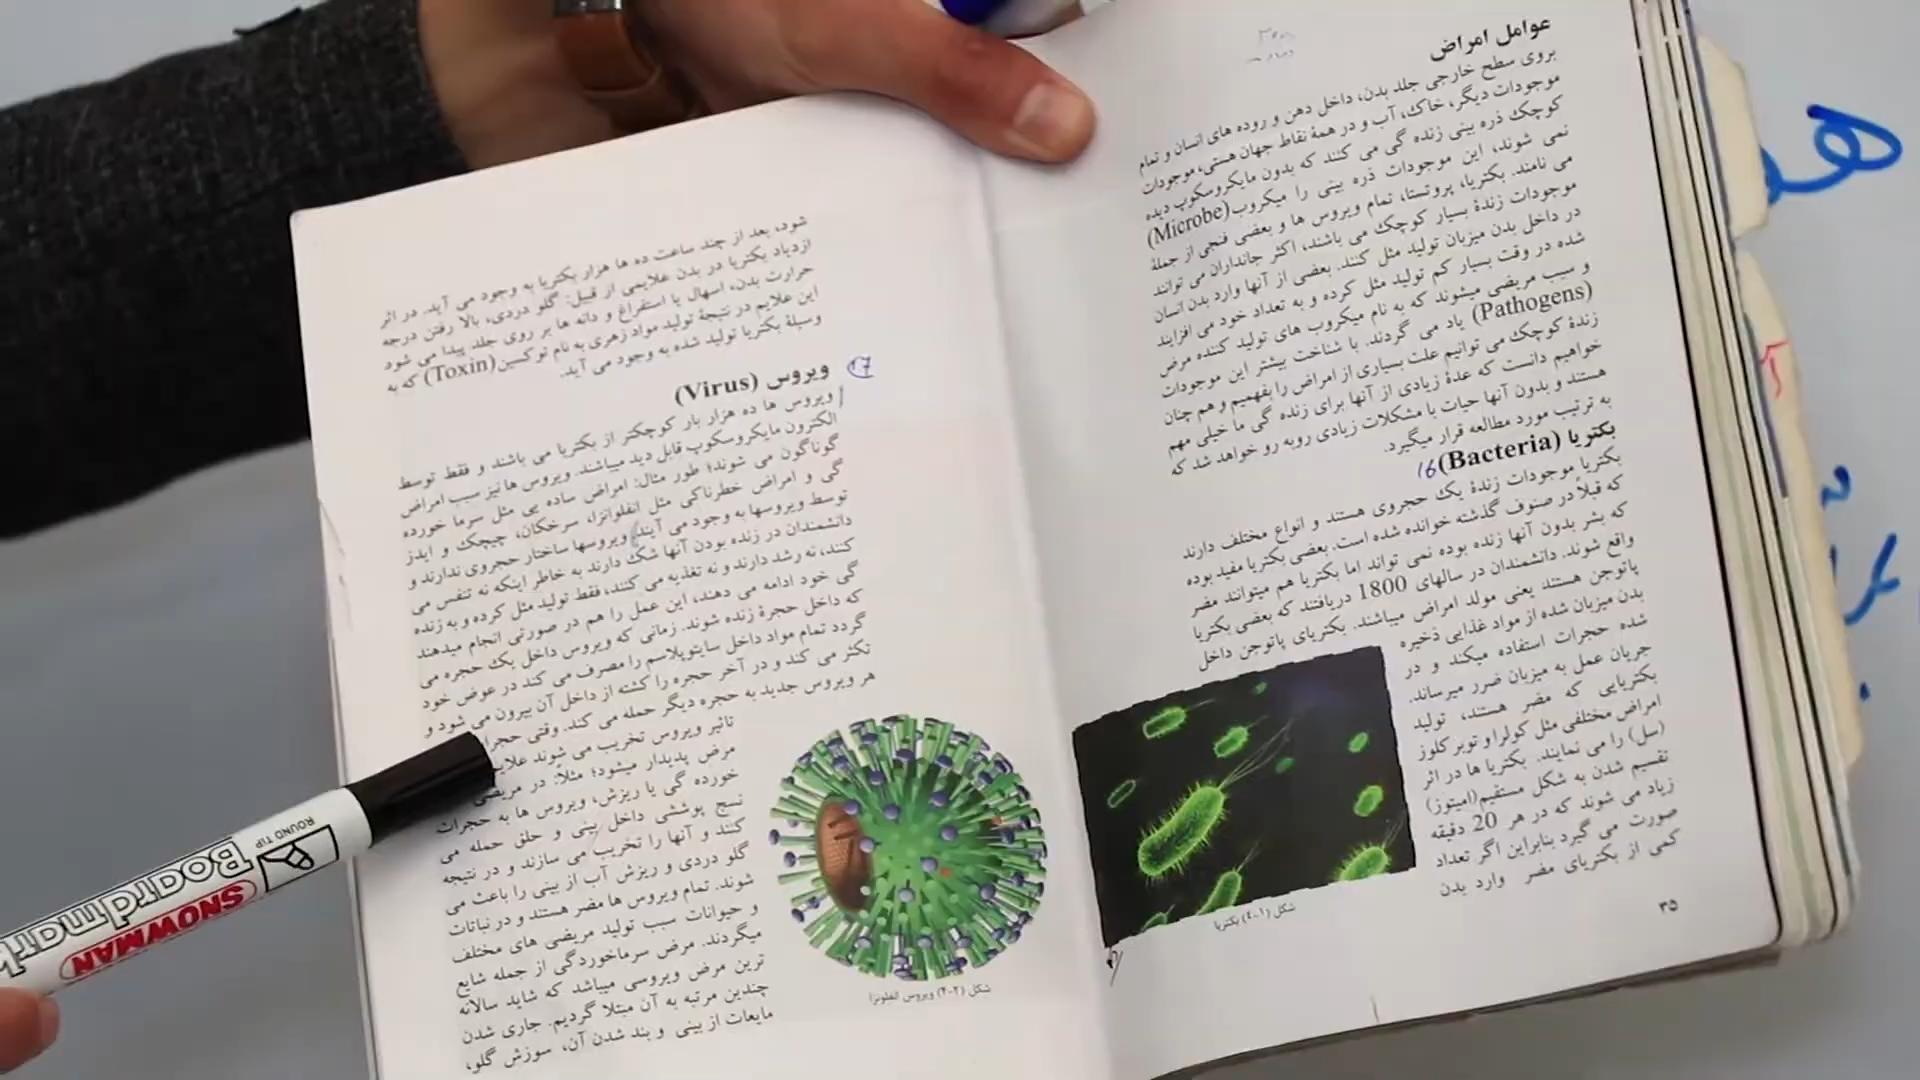 عوامل امراض
بروی سطح خارجی جلد بدن، داخل دهن و روده های انسان و تمام
موجودات دیگر، خاک، آب و در همهٔ نقاط جهان هستی، موجودات
کوچک ذره بینی زنده گی می کنند که بدون مایکروسکوپ دیده
نمی شوند، این موجودات ذره بینی را میکروب(Microbe)
می نامند. بکتریا، پروتستا، تمام ویروس ها و بعضی فنجی از جملهٔ
موجودات زندهٔ بسیار کوچک می باشند، اکثر جانداران می توانند
در داخل بدن میزبان تولید مثل کنند. بعضی از آنها وارد بدن انسان
شده در وقت بسیار کم تولید مثل کرده و به تعداد خود می افزایند
و سبب مریضی میشوند که به نام میکروب های تولید کننده مرض
(Pathogens) یاد می گردند. با شناخت بیشتر این موجودات
زندهٔ کوچک می توانیم علت بسیاری از امراض را بفهمیم و هم چنان
خواهیم دانست که عدهٔ زیادی از آنها برای زنده گی ما خیلی مهم
هستند و بدون آنها حیات با مشکلات زیادی روبه رو خواهد شد که
به ترتیب مورد مطالعه قرار میگیرد.
بکتریا (Bacteria) 16
بکتریا موجودات زندهٔ یک حجروی هستند و انواع مختلف دارند
که قبلاً در صنوف گذشته خوانده شده است. بعضی بکتریا مفید بوده
که بشر بدون آنها زنده بوده نمی تواند اما بکتریا هم میتوانند مضر
واقع شوند. دانشمندان در سالهای 1800 دریافتند که بعضی بکتریا
پاتوجن هستند یعنی مولد امراض میباشند. بکتریای پاتوجن داخل
بدن میزبان شده از مواد غذایی ذخیره
شده حجرات استفاده میکند و در
جریان عمل به میزبان ضرر میرساند.
بکتریایی که مضر هستند، تولید
امراض مختلفی مثل کولرا و توبر کلوز
(سل) را می نمایند. بکتریا ها در اثر
تقسیم شدن به شکل مستقیم(امیتوز)
زیاد می شوند که در هر 20 دقیقه
صورت می گیرد بنابراین اگر تعداد
کمی از بکتریای مضر وارد بدن
شکل (۱-٤) بکتریا
۳۵
شود، بعد از چند ساعت ده ها هزار بکتریا به وجود می آید. در اثر
ازدیاد بکتریا در بدن علایمی از قبیل: گلو دردی، بالا رفتن درجه
حرارت بدن، اسهال یا استفراغ و دانه ها بر روی جلد پیدا می شود
این علایم در نتیجهٔ تولید مواد زهری به نام توکسین(Toxin) که به
وسیلهٔ بکتریا تولید شده به وجود می آید.
ویروس (Virus)
ویروس ها ده هزار بار کوچکتر از بکتریا می باشند و فقط توسط
الکترون مایکروسکوپ قابل دید میباشند. ویروس ها نیز سبب امراض
گوناگون می شوند؛ طور مثال: امراض ساده یی مثل سرما خورده
گی و امراض خطرناکی مثل انفلوانزا، سرخکان، چیچک و ایدز
توسط ویروسها به وجود می آیند. ویروسها ساختار حجروی ندارند و
دانشمندان در زنده بودن آنها شک دارند به خاطر اینکه نه تنفس می
کنند، نه رشد دارند و نه تغذیه می کنند، فقط تولید مثل کرده و به زنده
گی خود ادامه می دهند، این عمل را هم در صورتی انجام میدهند
که داخل حجرهٔ زنده شوند. زمانی که ویروس داخل یک حجره می
گردد تمام مواد داخل سایتوپلاسم را مصرف می کند در عوض خود
تکثر می کند و در آخر حجره را کشته از داخل آن بیرون می شود و
هر ویروس جدید به حجره دیگر حمله می کند. وقتی
تاثیر ویروس تخریب می شوند
مرض پدیدار میشود؛ مثلاً: در
خورده گی یا ریزش، ویروس ها به حجرات
نسج پوششی داخل بینی و حلق حمله می
کنند و آنها را تخریب می سازند و در نتیجه
گلو دردی و ریزش آب از بینی را باعث می
شوند. تمام ویروس ها مضر هستند و در نباتات
و حیوانات سبب تولید مریضی های مختلف
میگردند. مرض سرماخوردگی از جمله شایع
ترین مرض ویروسی میباشد که شاید سالانه
چندین مرتبه به آن مبتلا گردیم. جاری شدن
مایعات از بینی و بند شدن آن، سوزش گلو،
شکل (۲-٤) ویروس انفلونزا
SNOWMAN
Boardmark
ROUND TIP